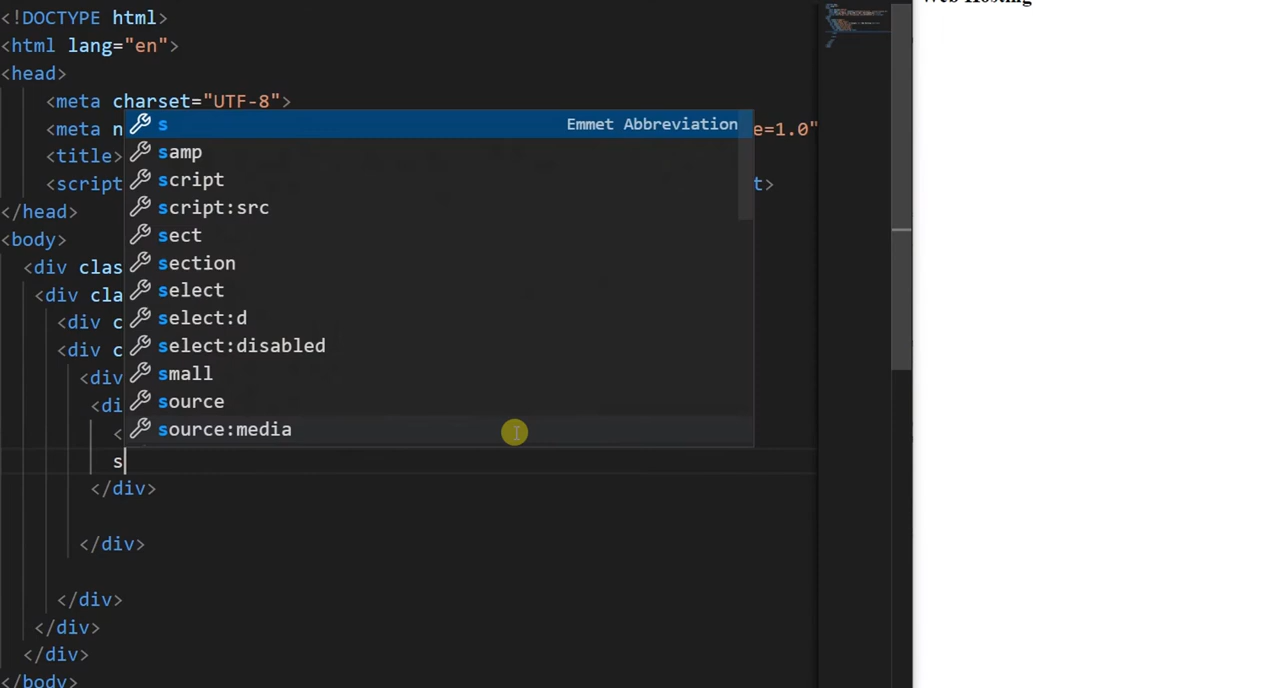 <!DOCTYPE html>
Web Hosting
<html lang="en">
<head>
<meta charset="UTF-8">
s Emmet Abbreviation
<meta n e=1.0"
samp
<title>
script
<script t>
script:src
</head>
sect
<body>
section
<div clas
select
<div cla
select:d
<div c
select:disabled
<div c
small
<div
source
<di
source:media
<
s
</div>
</div>
</div>
</div>
</div>
</body>